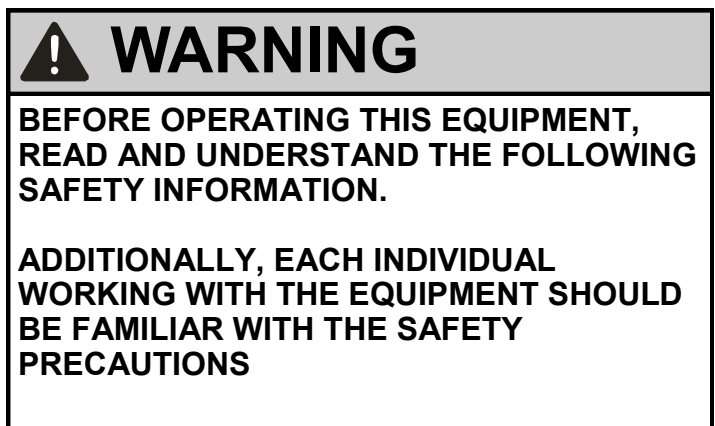 WARNING
BEFORE OPERATING THIS EQUIPMENT,
READ AND UNDERSTAND THE FOLLOWING
SAFETY INFORMATION.
ADDITIONALLY, EACH INDIVIDUAL
WORKING WITH THE EQUIPMENT SHOULD
BE FAMILIAR WITH THE SAFETY
PRECAUTIONS